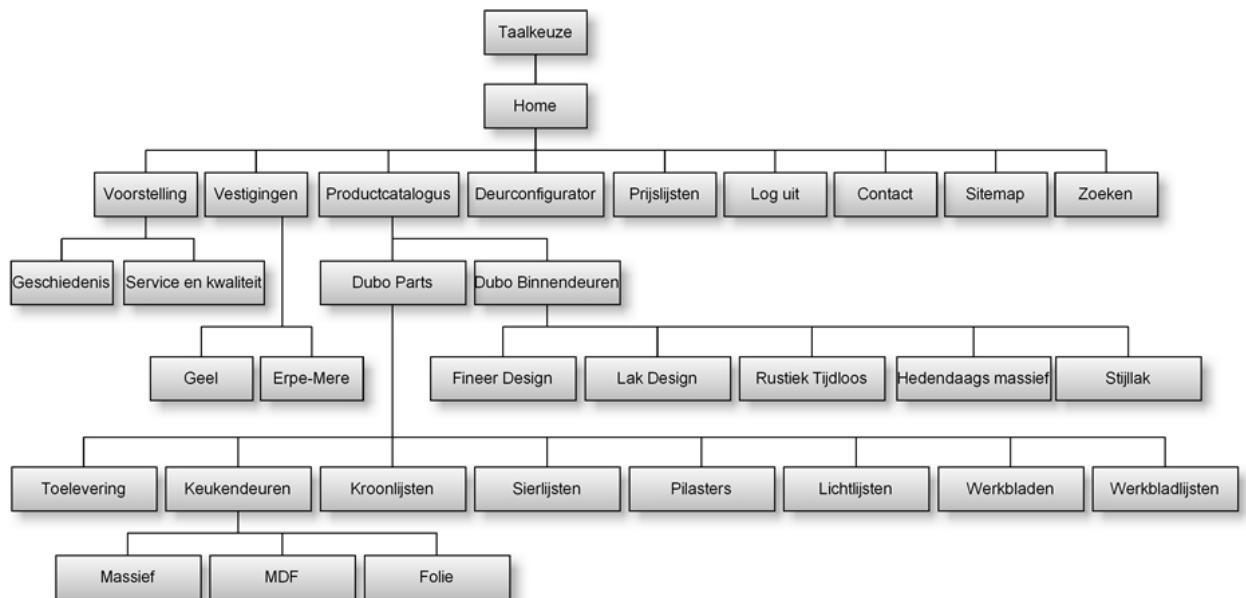 Taalkeuze
Home
Voorstelling
Vestigingen
Productcatalogus
Deurconfigurator
Prijslijsten
Log uit
Contact
Sitemap
Zoeken
Geschiedenis
Service en kwaliteit
Dubo Parts
Dubo Binnendeuren
Geel
Erpe-Mere
Fineer Design
Lak Design
Rustiek Tijdloos
Hedendaags massief
Stijllak
Toelevering
Keukendeuren
Kroonlijsten
Sierlijsten
Pilasters
Lichtlijsten
Werkbladen
Werkbladlijsten
Massief
MDF
Folie